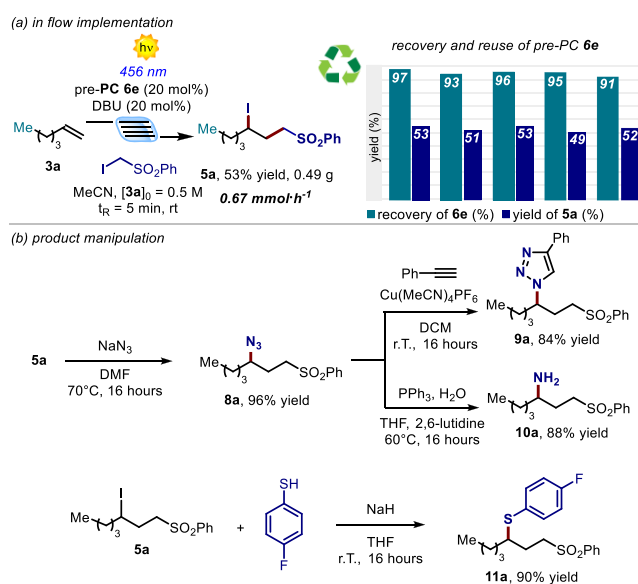 (a) in flow implementation
hν
456 nm
pre-PC 6e (20 mol%)
DBU (20 mol%)
Me
3
3a
I
SO2Ph
MeCN, [3a]0 = 0.5 M
tR = 5 min, rt
I
Me
3
SO2Ph
5a, 53% yield, 0.49 g
0.67 mmol·h-1
recovery and reuse of pre-PC 6e
yield (%)
97 53 93 51 96 53 95 49 91 52
recovery of 6e (%) yield of 5a (%)
(b) product manipulation
5a
NaN3
DMF
70°C, 16 hours
N3
Me
3
SO2Ph
8a, 96% yield
Ph
Cu(MeCN)4PF6
DCM
r.T., 16 hours
Ph
N
N
N
Me
3
SO2Ph
9a, 84% yield
PPh3, H2O
THF, 2,6-lutidine
60°C, 16 hours
NH2
Me
3
SO2Ph
10a, 88% yield
I
Me
3
SO2Ph
5a
+
SH
F
NaH
THF
r.T., 16 hours
F
S
Me
3
SO2Ph
11a, 90% yield